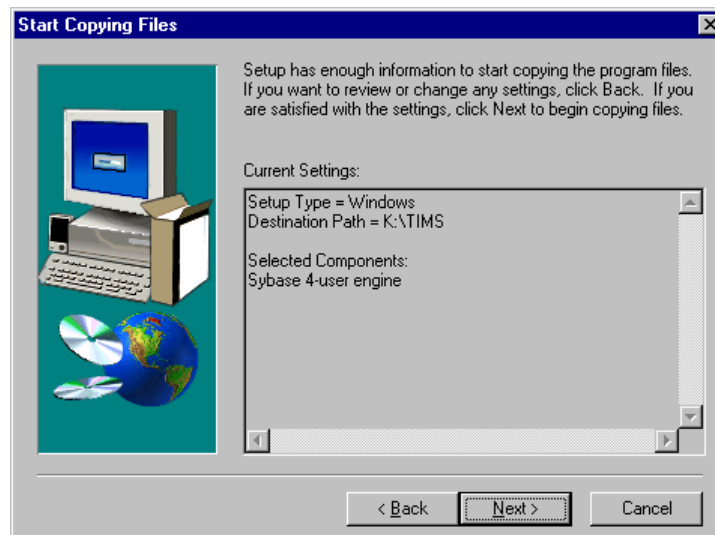 Start Copying Files
Setup has enough information to start copying the program files.
If you want to review or change any settings, click Back. If you
are satisfied with the settings, click Next to begin copying files.
Current Settings:
Setup Type = Windows
Destination Path = K:\TIMS
Selected Components:
Sybase 4-user engine
< Back
Next >
Cancel